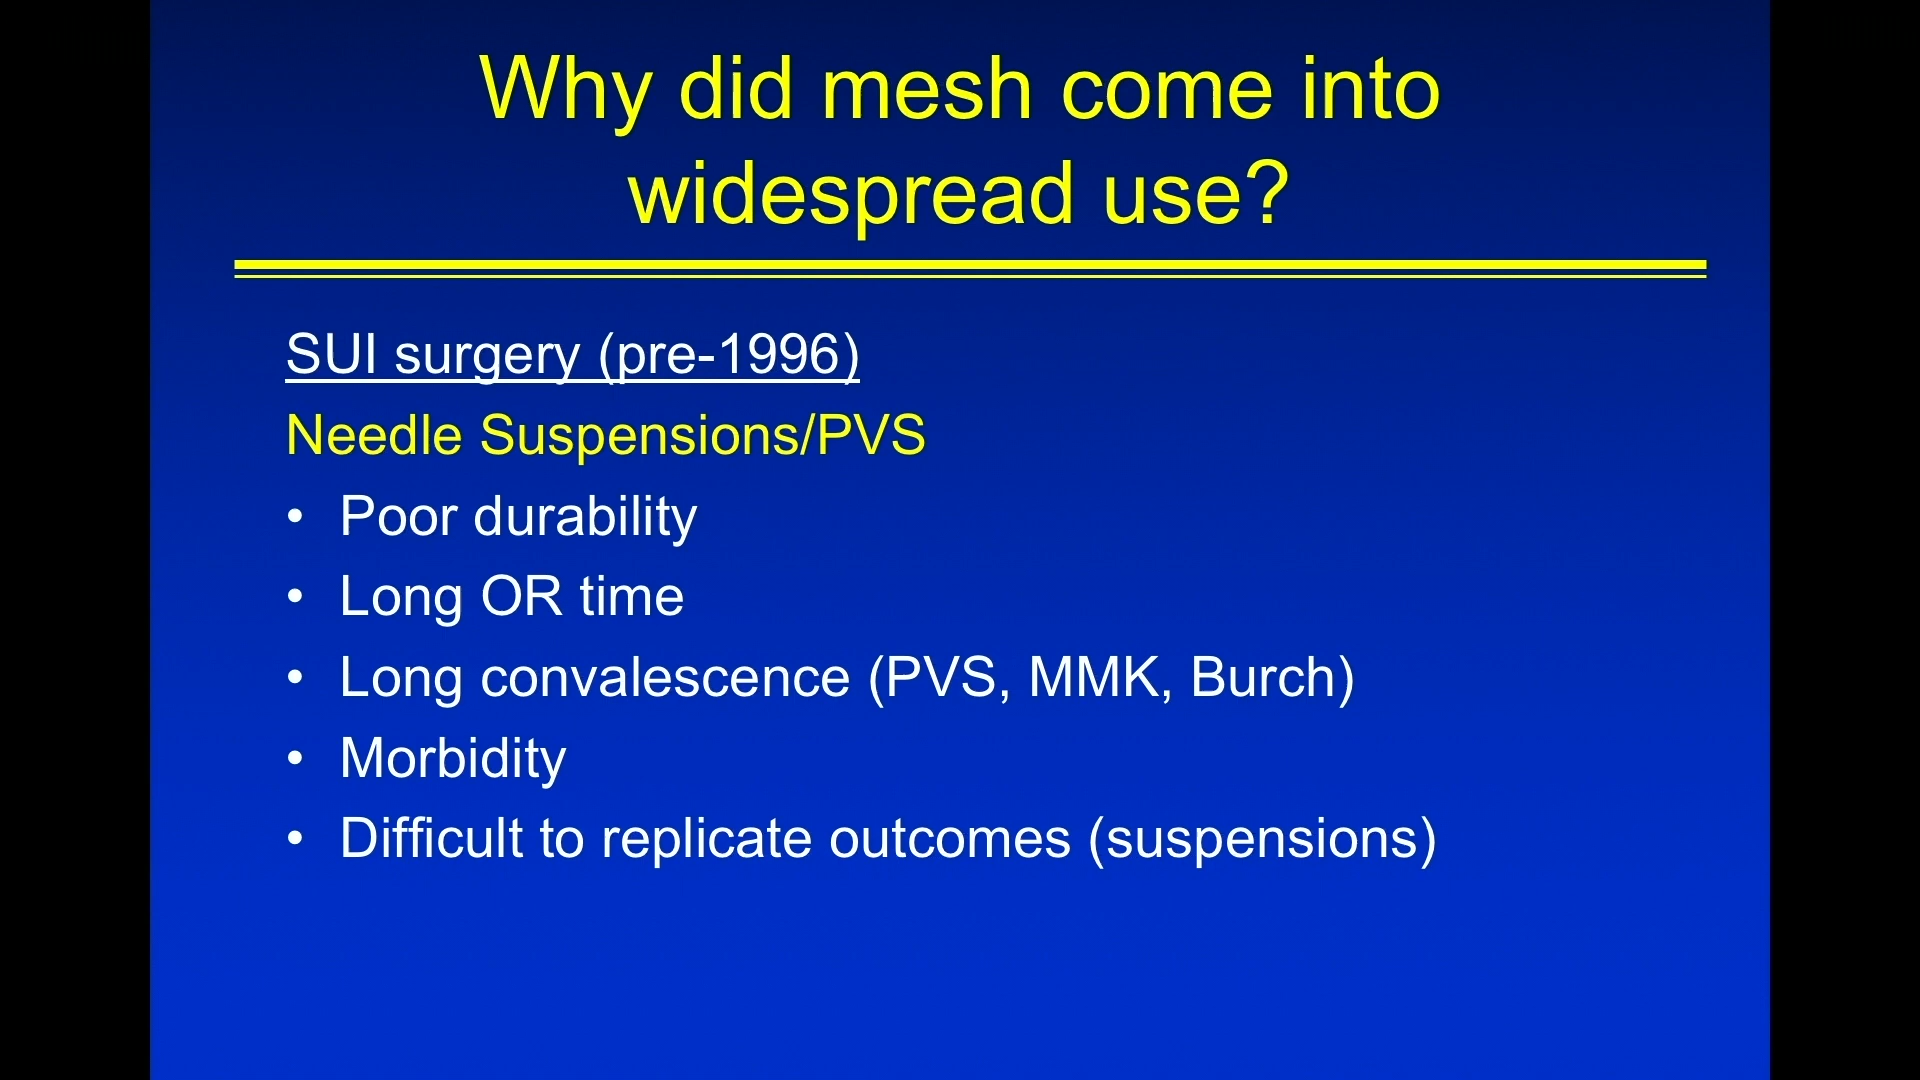 Why did mesh come into
widespread use?
SUI surgery (pre-1996)
Needle Suspensions/PVS
• Poor durability
• Long OR time
• Long convalescence (PVS, MMK, Burch)
• Morbidity
• Difficult to replicate outcomes (suspensions)